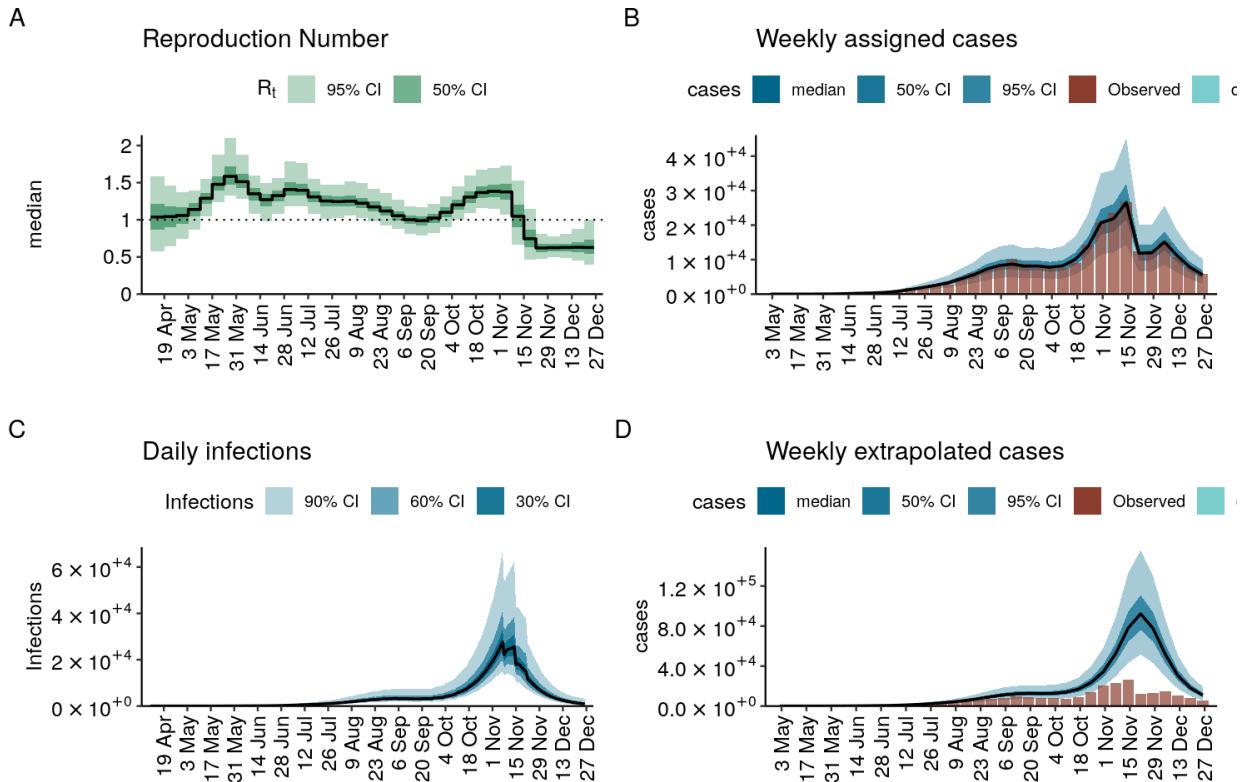 A
Reproduction Number
Rt 95% CI 50% CI
median
2
1.5
1
0.5
0
19 Apr 3 May 17 May 31 May 14 Jun 28 Jun 12 Jul 26 Jul 9 Aug 23 Aug 6 Sep 20 Sep 4 Oct 18 Oct 1 Nov 15 Nov 29 Nov 13 Dec 27 Dec
B
Weekly assigned cases
cases median 50% CI 95% CI Observed
cases
4 × 10⁺⁴
3 × 10⁺⁴
2 × 10⁺⁴
1 × 10⁺⁴
0 × 10⁺⁰
3 May 17 May 31 May 14 Jun 28 Jun 12 Jul 26 Jul 9 Aug 23 Aug 6 Sep 20 Sep 4 Oct 18 Oct 1 Nov 15 Nov 29 Nov 13 Dec 27 Dec
C
Daily infections
Infections 90% CI 60% CI 30% CI
Infections
6 × 10⁺⁴
4 × 10⁺⁴
2 × 10⁺⁴
0 × 10⁺⁰
19 Apr 3 May 17 May 31 May 14 Jun 28 Jun 12 Jul 26 Jul 9 Aug 23 Aug 6 Sep 20 Sep 4 Oct 18 Oct 1 Nov 15 Nov 29 Nov 13 Dec 27 Dec
D
Weekly extrapolated cases
cases median 50% CI 95% CI Observed
cases
1.2 × 10⁺⁵
8.0 × 10⁺⁴
4.0 × 10⁺⁴
0.0 × 10⁺⁰
3 May 17 May 31 May 14 Jun 28 Jun 12 Jul 26 Jul 9 Aug 23 Aug 6 Sep 20 Sep 4 Oct 18 Oct 1 Nov 15 Nov 29 Nov 13 Dec 27 Dec